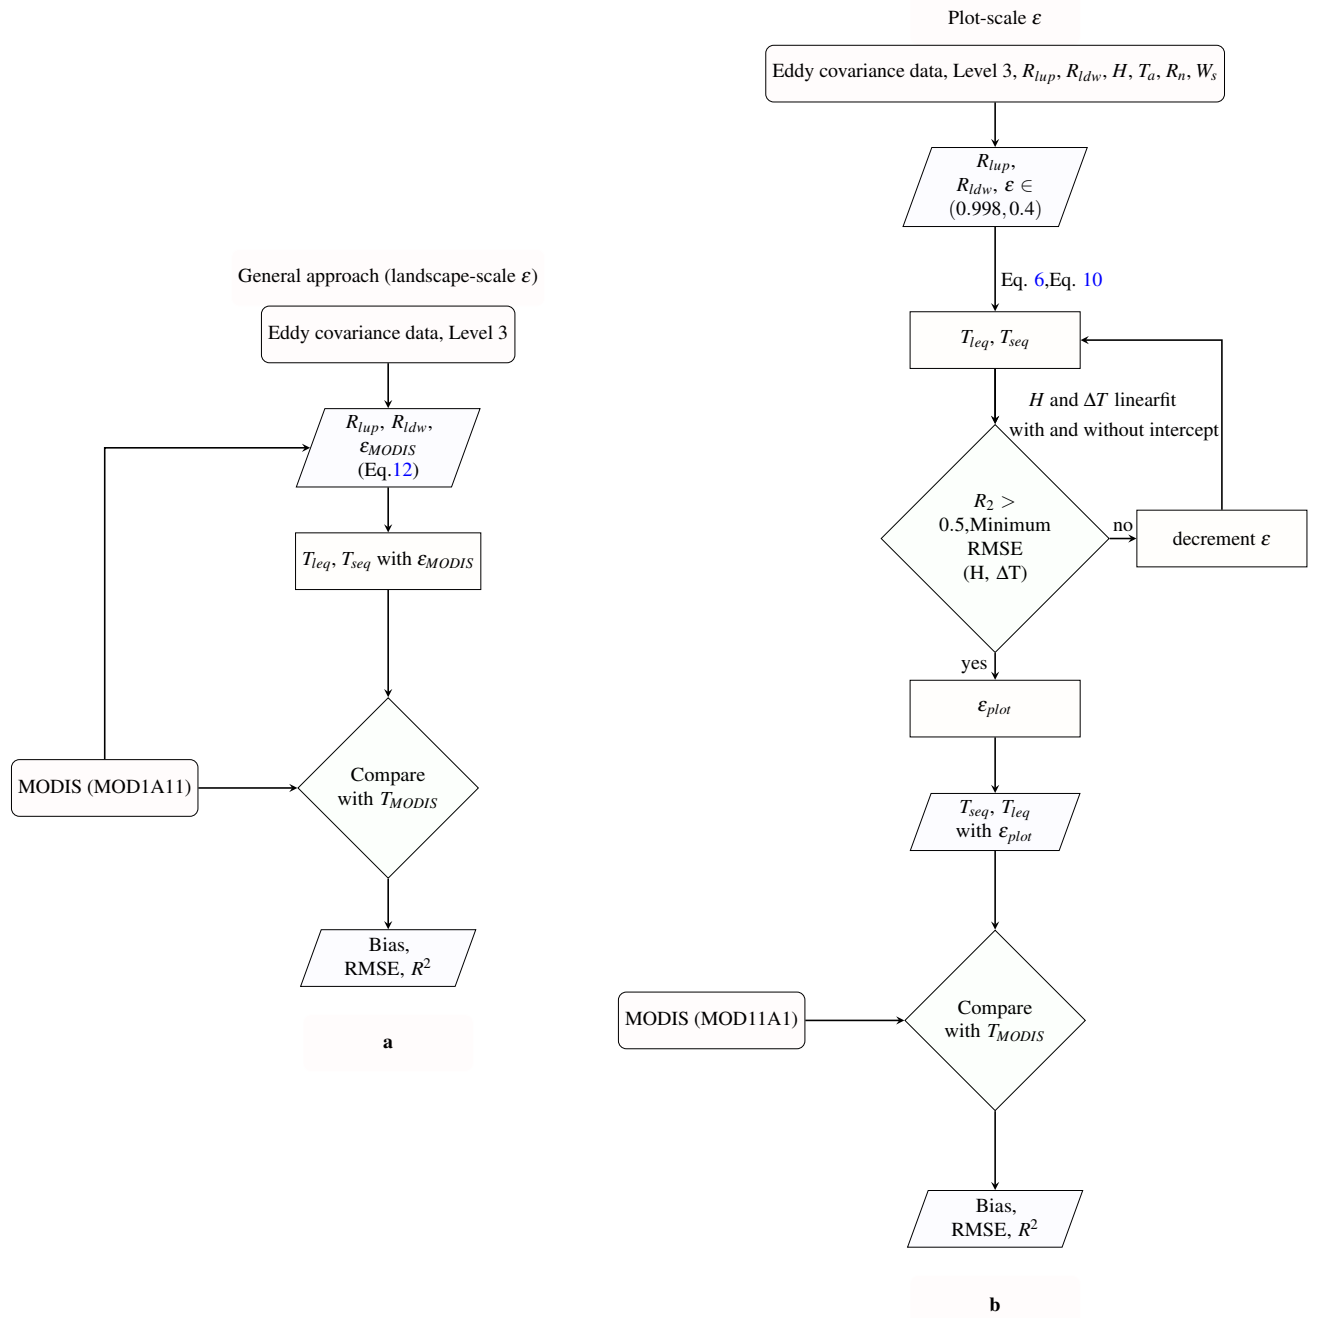 General approach (landscape-scale ε)
Eddy covariance data, Level 3
R_lup, R_ldw,
ε_MODIS
(Eq.12)
T_leq, T_seq with ε_MODIS
MODIS (MOD1A11)
Compare
with T_MODIS
Bias,
RMSE, R²
a
Plot-scale ε
Eddy covariance data, Level 3, R_lup, R_ldw, H, T_a, R_n, W_s
R_lup,
R_ldw, ε ∈
(0.998,0.4)
Eq. 6,Eq. 10
T_leq, T_seq
H and ΔT linearfit
with and without intercept
R_2 >
0.5,Minimum
RMSE
(H, ΔT)
no
decrement ε
yes
ε_plot
T_seq, T_leq
with ε_plot
MODIS (MOD11A1)
Compare
with T_MODIS
Bias,
RMSE, R²
b